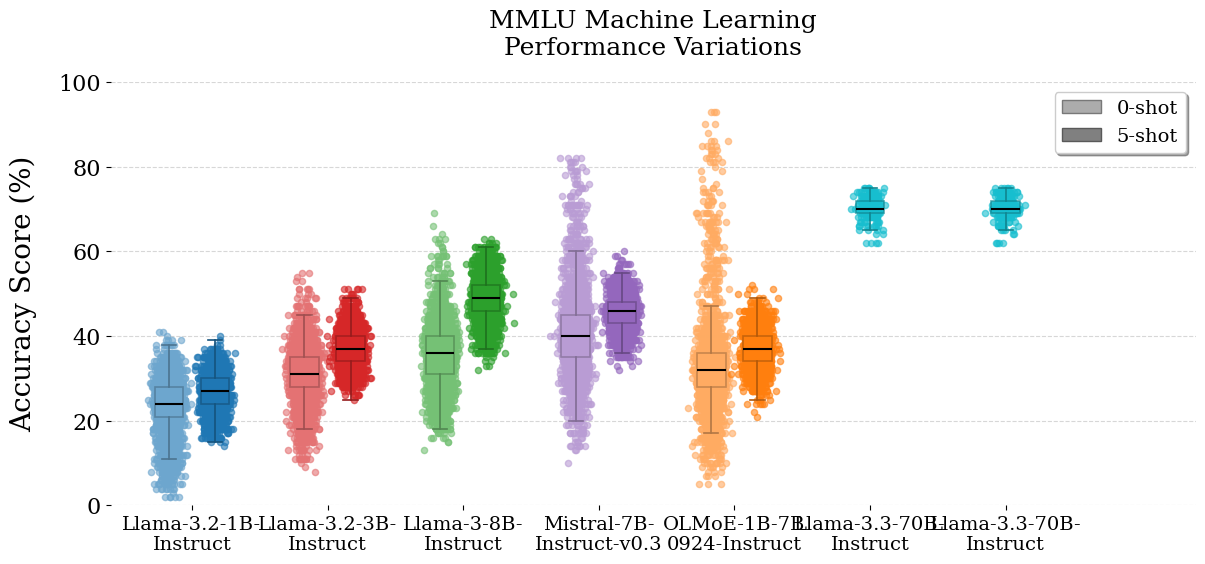 MMLU Machine Learning
Performance Variations
Accuracy Score (%)
100
80
60
40
20
0
0-shot
5-shot
Llama-3.2-1B-
Instruct
Llama-3.2-3B-
Instruct
Llama-3-8B-
Instruct
Mistral-7B-
Instruct-v0.3
OLMoE-1B-7B-
0924-Instruct
Llama-3.3-70B-
Instruct
Llama-3.3-70B-
Instruct